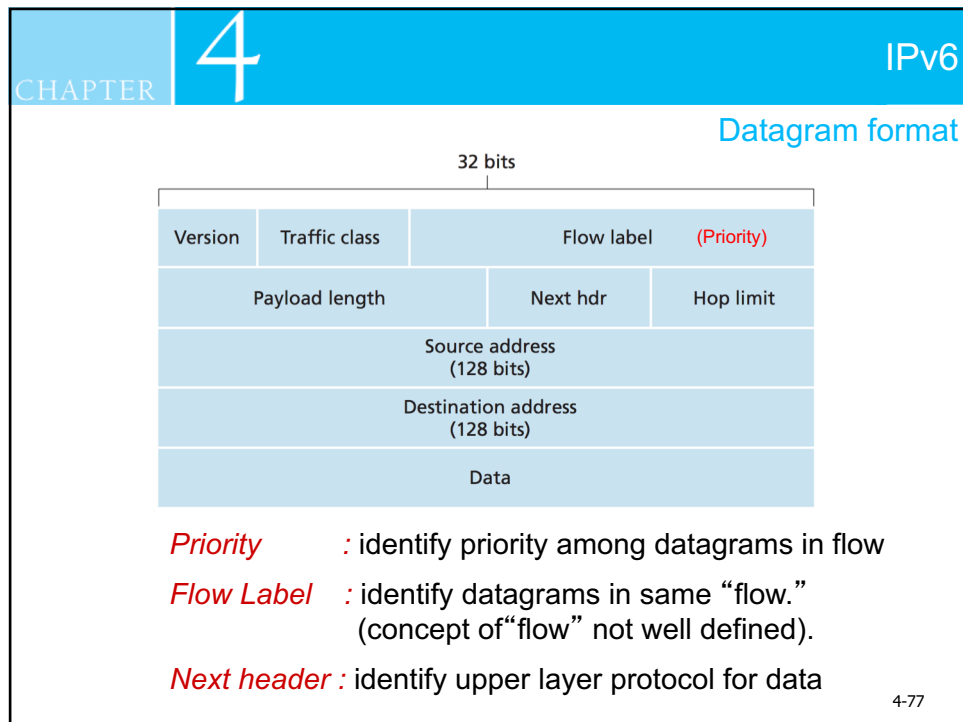 CHAPTER 4
IPv6
Datagram format
32 bits
Version Traffic class Flow label (Priority)
Payload length Next hdr Hop limit
Source address
(128 bits)
Destination address
(128 bits)
Data
Priority : identify priority among datagrams in flow
Flow Label : identify datagrams in same “flow.”
(concept of“flow” not well defined).
Next header : identify upper layer protocol for data
4-77